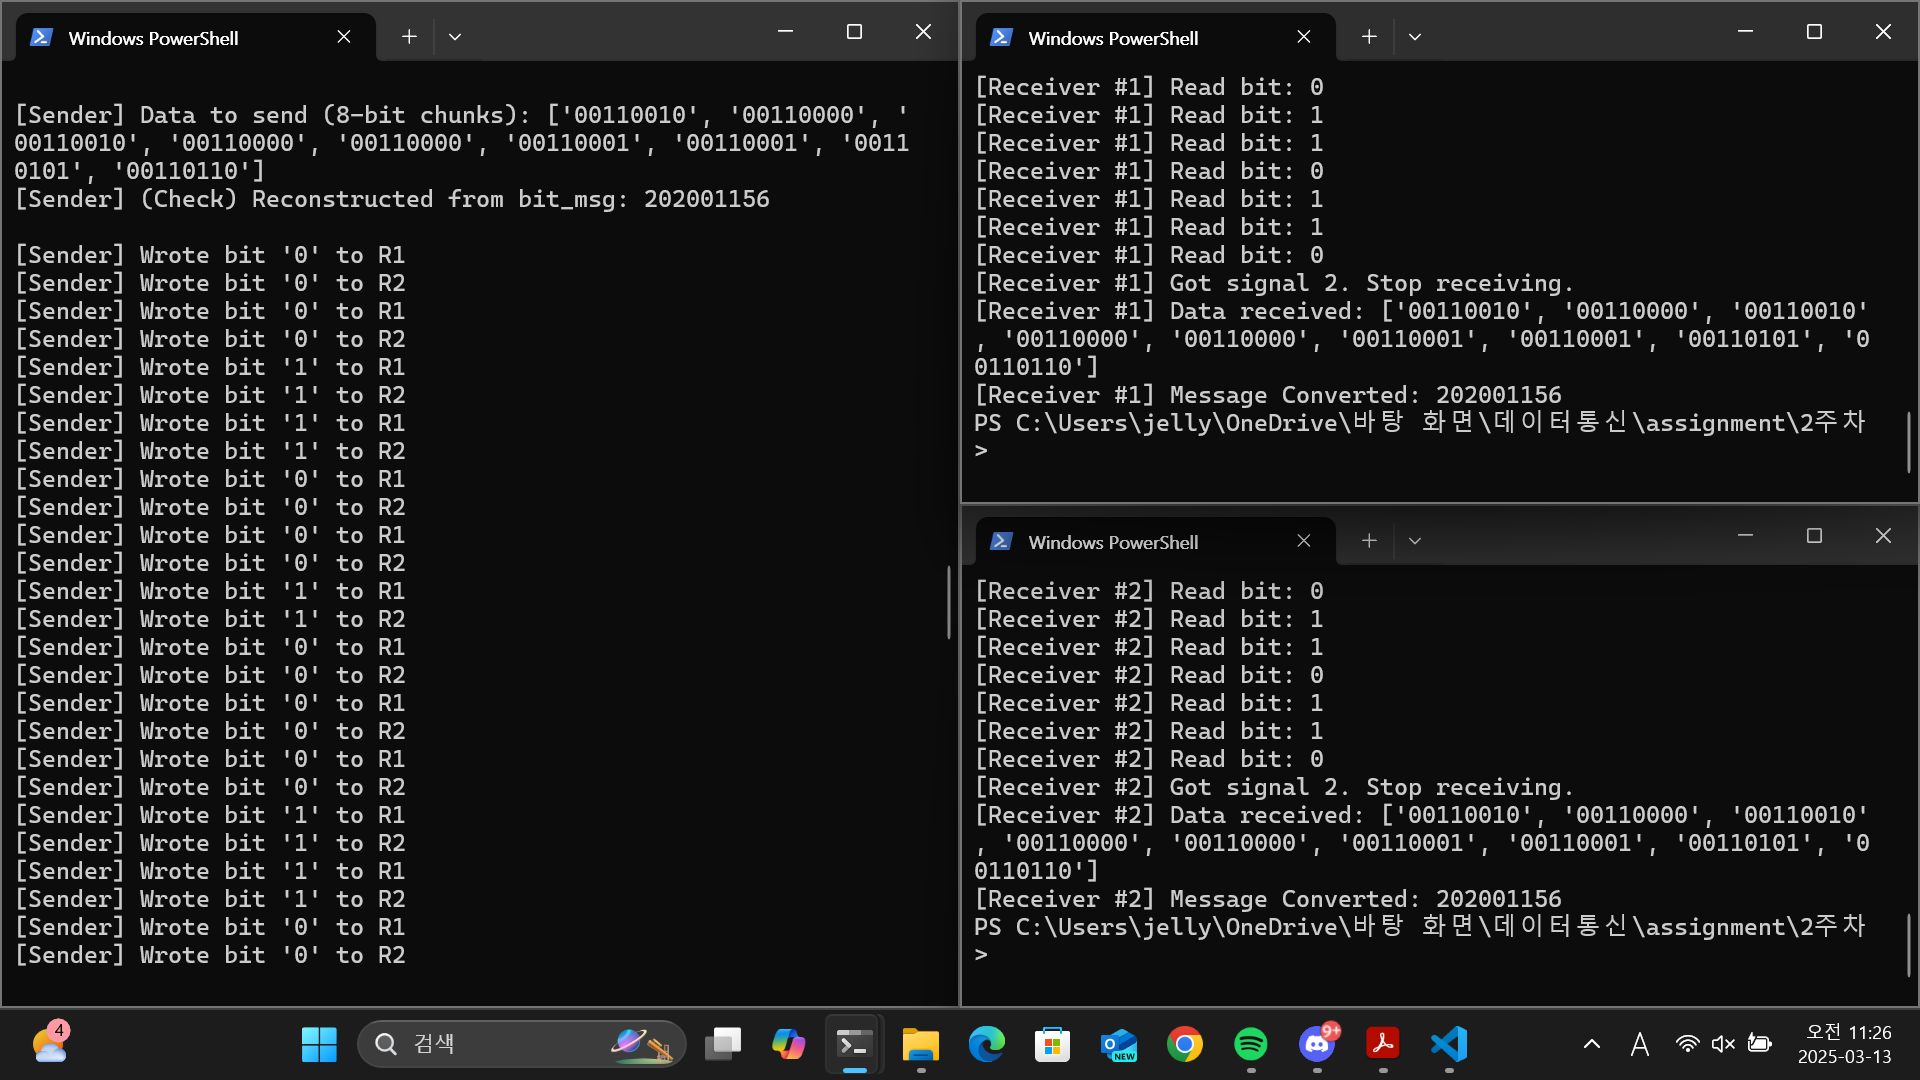 Windows PowerShell
[Sender] Data to send (8-bit chunks): ['00110010', '00110000', '
00110010', '00110000', '00110000', '00110001', '00110001', '0011
0101', '00110110']
[Sender] (Check) Reconstructed from bit_msg: 202001156
[Sender] Wrote bit '0' to R1
[Sender] Wrote bit '0' to R2
[Sender] Wrote bit '0' to R1
[Sender] Wrote bit '0' to R2
[Sender] Wrote bit '1' to R1
[Sender] Wrote bit '1' to R2
[Sender] Wrote bit '1' to R1
[Sender] Wrote bit '1' to R2
[Sender] Wrote bit '0' to R1
[Sender] Wrote bit '0' to R2
[Sender] Wrote bit '0' to R1
[Sender] Wrote bit '0' to R2
[Sender] Wrote bit '1' to R1
[Sender] Wrote bit '1' to R2
[Sender] Wrote bit '0' to R1
[Sender] Wrote bit '0' to R2
[Sender] Wrote bit '0' to R1
[Sender] Wrote bit '0' to R2
[Sender] Wrote bit '0' to R1
[Sender] Wrote bit '0' to R2
[Sender] Wrote bit '1' to R1
[Sender] Wrote bit '1' to R2
[Sender] Wrote bit '1' to R1
[Sender] Wrote bit '1' to R2
[Sender] Wrote bit '0' to R1
[Sender] Wrote bit '0' to R2
Windows PowerShell
[Receiver #1] Read bit: 0
[Receiver #1] Read bit: 1
[Receiver #1] Read bit: 1
[Receiver #1] Read bit: 0
[Receiver #1] Read bit: 1
[Receiver #1] Read bit: 1
[Receiver #1] Read bit: 0
[Receiver #1] Got signal 2. Stop receiving.
[Receiver #1] Data received: ['00110010', '00110000', '00110010'
, '00110000', '00110000', '00110001', '00110001', '00110101', '0
0110110']
[Receiver #1] Message Converted: 202001156
PS C:\Users\jelly\OneDrive\바탕 화면\데이터통신\assignment\2주차
>
Windows PowerShell
[Receiver #2] Read bit: 0
[Receiver #2] Read bit: 1
[Receiver #2] Read bit: 1
[Receiver #2] Read bit: 0
[Receiver #2] Read bit: 1
[Receiver #2] Read bit: 1
[Receiver #2] Read bit: 0
[Receiver #2] Got signal 2. Stop receiving.
[Receiver #2] Data received: ['00110010', '00110000', '00110010'
, '00110000', '00110000', '00110001', '00110001', '00110101', '0
0110110']
[Receiver #2] Message Converted: 202001156
PS C:\Users\jelly\OneDrive\바탕 화면\데이터통신\assignment\2주차
>
4
검색
NEW
9+
A
오전 11:26
2025-03-13